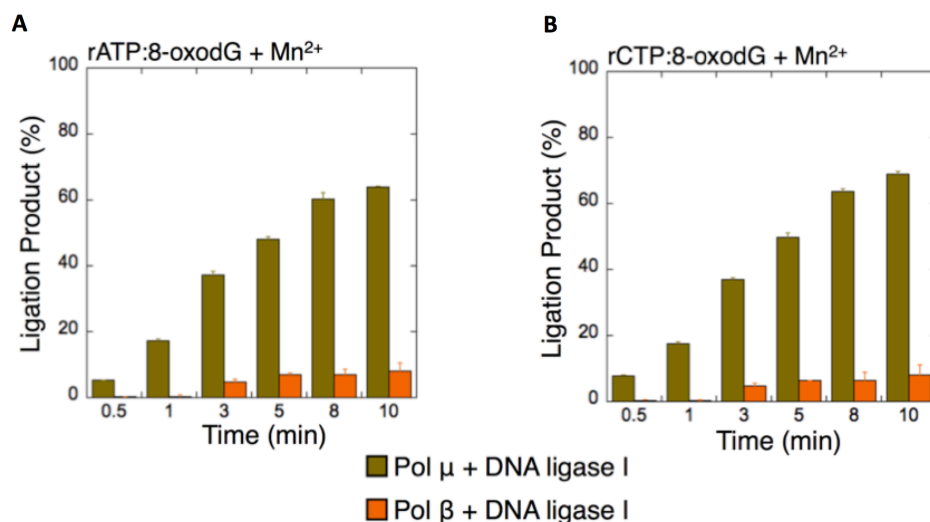 A
rATP:8-oxodG + Mn²⁺
100
80
60
40
20
0
Ligation Product (%)
0.5 1 3 5 8 10
Time (min)
B
rCTP:8-oxodG + Mn²⁺
100
80
60
40
20
0
Ligation Product (%)
0.5 1 3 5 8 10
Time (min)
Pol μ + DNA ligase I
Pol β + DNA ligase I